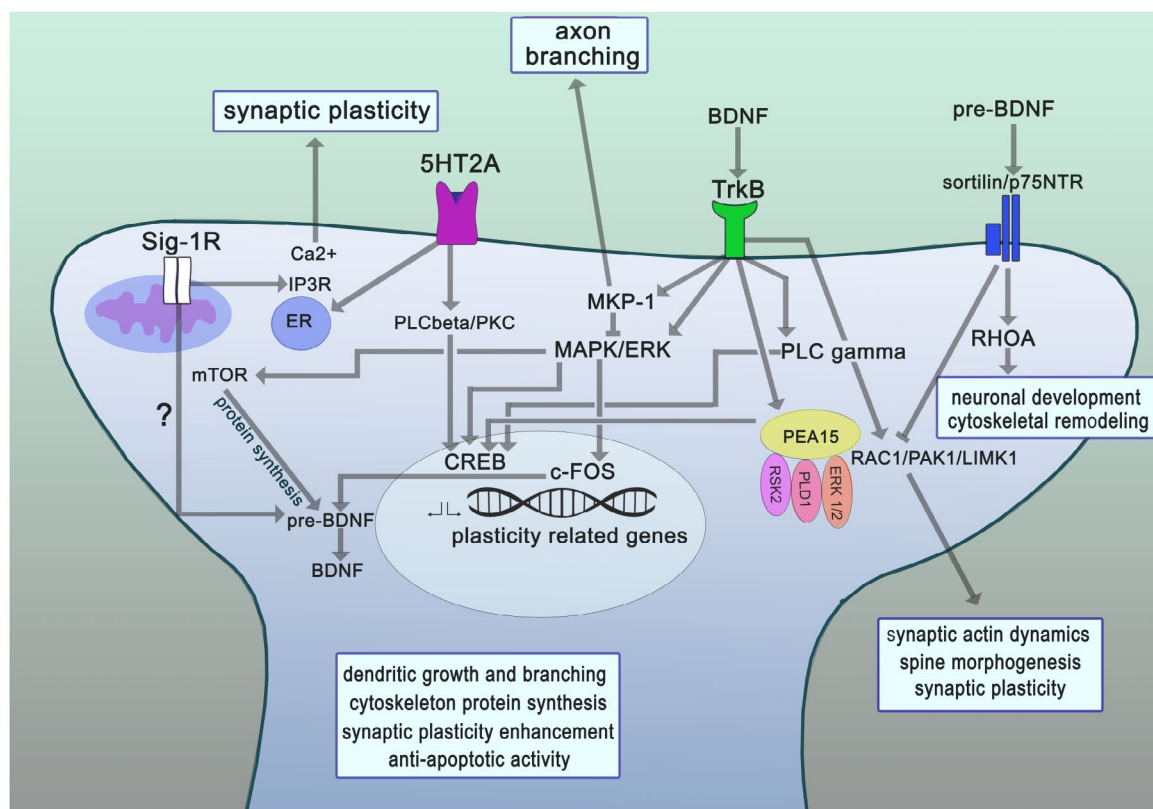 axon
branching
synaptic plasticity
BDNF
pre-BDNF
5HT2A
TrkB
sortilin/p75NTR
Sig-1R
Ca2+
IP3R
ER
MKP-1
PLCbeta/PKC
MAPK/ERK
PLC gamma
RHOA
mTOR
?
protein synthesis
neuronal development
cytoskeletal remodeling
PEA15
RSK2
PLD1
ERK 1/2
RAC1/PAK1/LIMK1
CREB
c-FOS
pre-BDNF
plasticity related genes
BDNF
synaptic actin dynamics
spine morphogenesis
synaptic plasticity
dendritic growth and branching
cytoskeleton protein synthesis
synaptic plasticity enhancement
anti-apoptotic activity